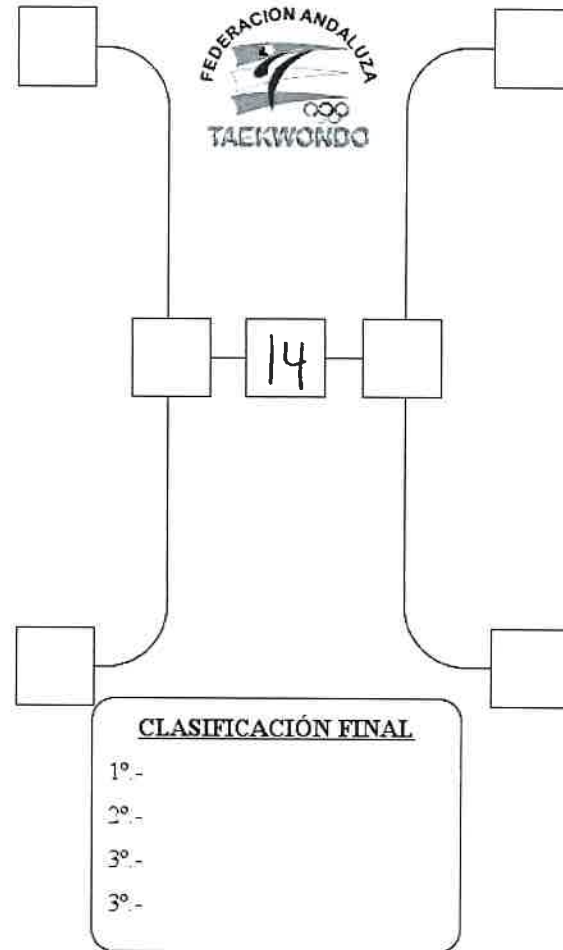 FEDERACION ANDALUZA
TAEKWONDO
14
CLASIFICACIÓN FINAL
1º.-
2º.-
3º.-
3º.-